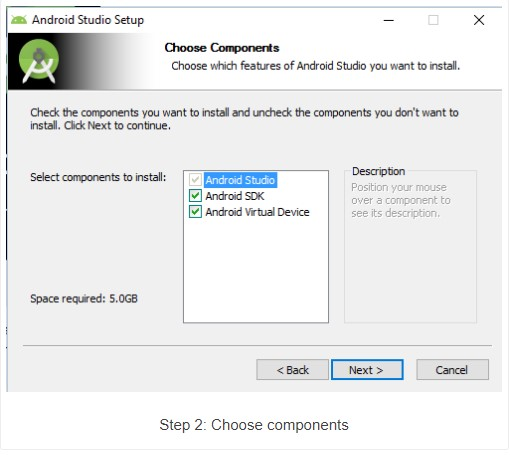 Android Studio Setup
Choose Components
Choose which features of Android Studio you want to install.
Check the components you want to install and uncheck the components you don't want to
install. Click Next to continue.
Select components to install:
Android Studio
Android SDK
Android Virtual Device
Description
Position your mouse
over a component to
see its description.
Space required: 5.0GB
< Back
Next >
Cancel
Step 2: Choose components